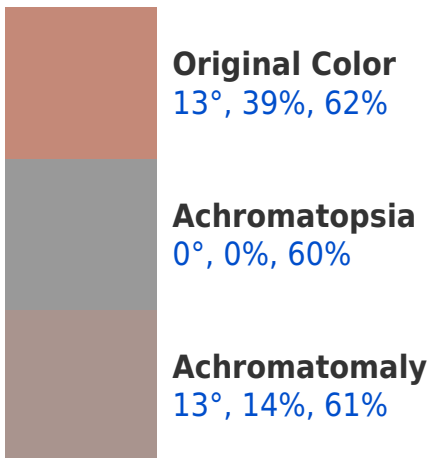 Original Color
13°, 39%, 62%
Achromatopsia
0°, 0%, 60%
Achromatomaly
13°, 14%, 61%